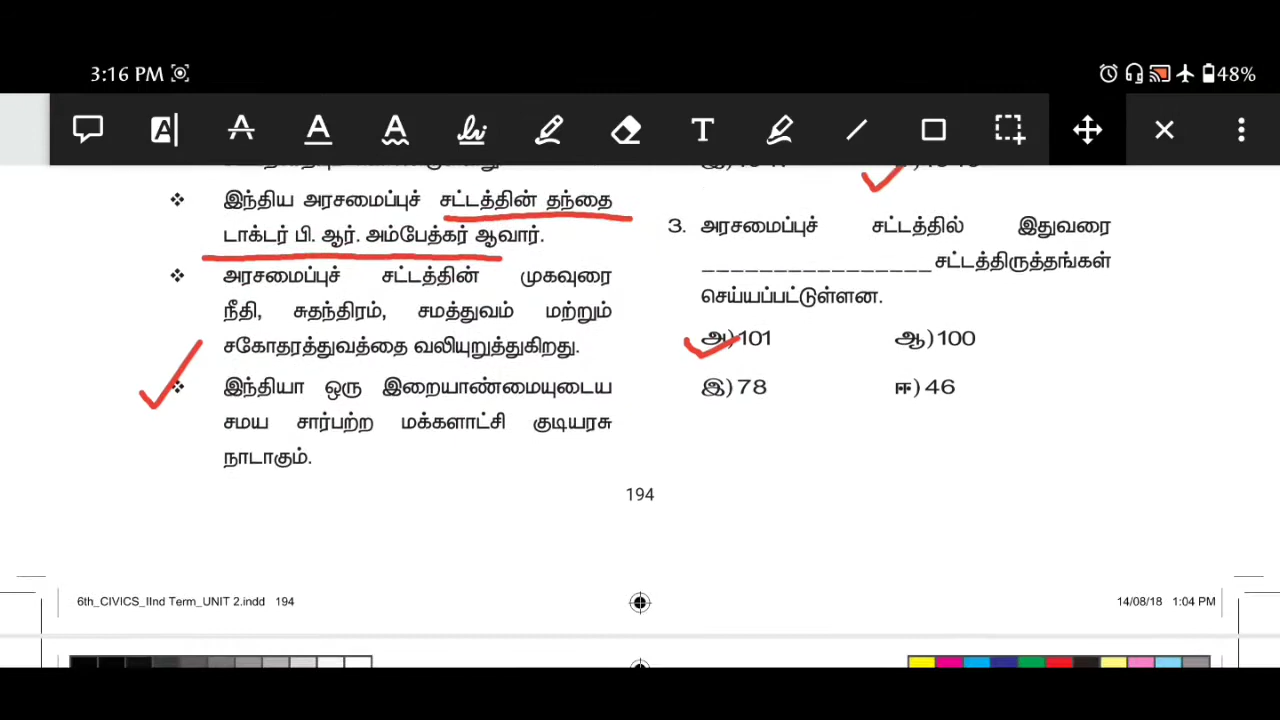 3:16 PM
48%
இந்திய அரசமைப்புச் சட்டத்தின் தந்தை
டாக்டர் பி. ஆர். அம்பேத்கர் ஆவார்.
அரசமைப்புச் சட்டத்தின் முகவுரை
நீதி, சுதந்திரம், சமத்துவம் மற்றும்
சகோதரத்துவத்தை வலியுறுத்துகிறது.
இந்தியா ஒரு இறையாண்மையுடைய
சமய சார்பற்ற மக்களாட்சி குடியரசு
நாடாகும்.
3. அரசமைப்புச் சட்டத்தில் இதுவரை
________________ சட்டத்திருத்தங்கள்
செய்யப்பட்டுள்ளன.
அ) 101 ஆ) 100
இ) 78 ஈ) 46
194
6th_CIVICS_IInd Term_UNIT 2.indd 194
14/08/18 1:04 PM